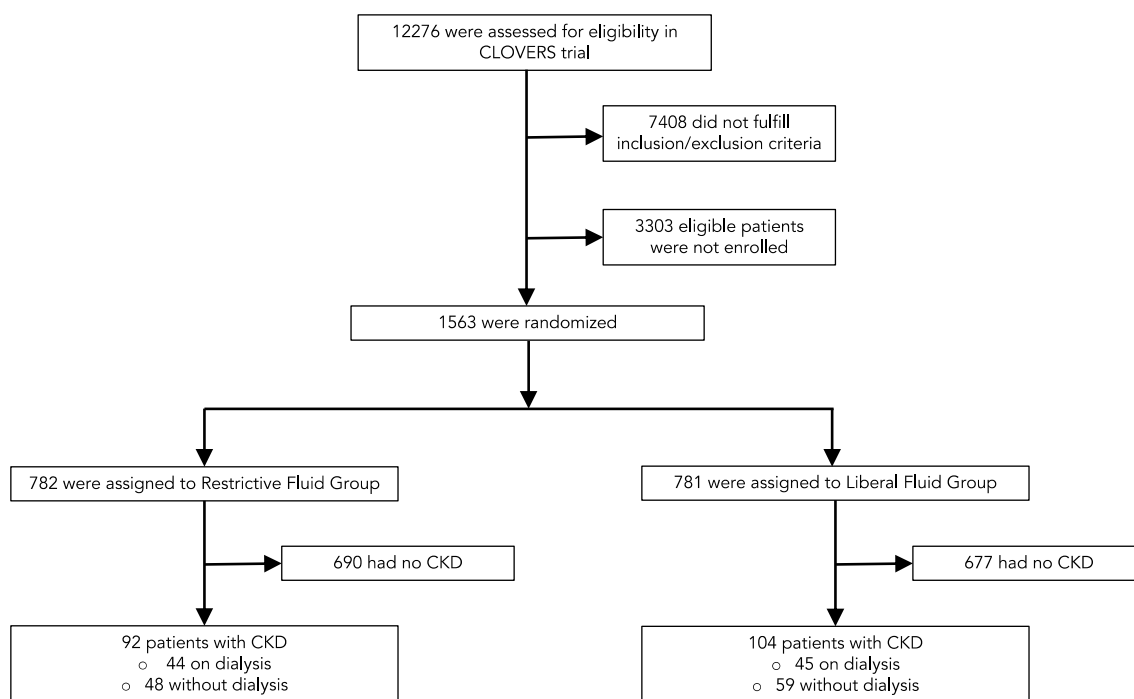 12276 were assessed for eligibility in
CLOVERS trial
7408 did not fulfill
inclusion/exclusion criteria
3303 eligible patients
were not enrolled
1563 were randomized
782 were assigned to Restrictive Fluid Group
781 were assigned to Liberal Fluid Group
690 had no CKD
677 had no CKD
92 patients with CKD
○ 44 on dialysis
○ 48 without dialysis
104 patients with CKD
○ 45 on dialysis
○ 59 without dialysis